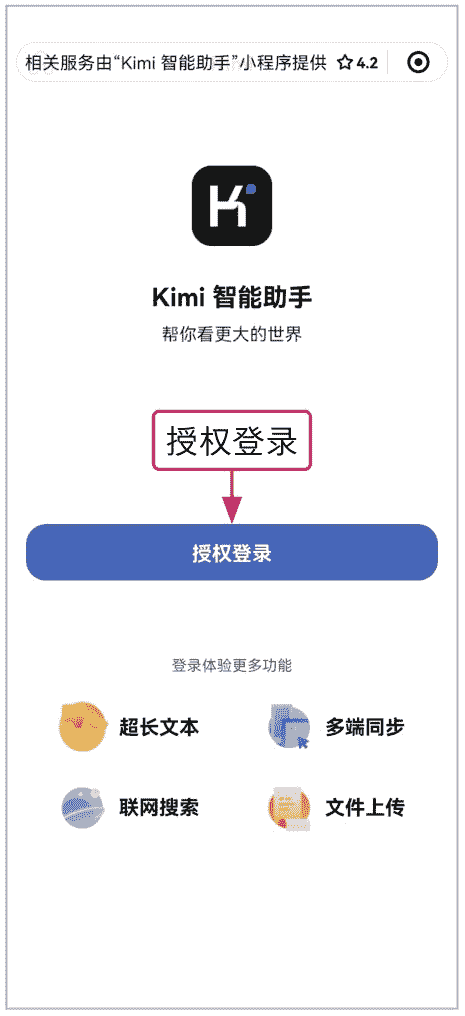 相关服务由“Kimi 智能助手”小程序提供 4.2
Kimi 智能助手
帮你看更大的世界
授权登录
授权登录
登录体验更多功能
超长文本 多端同步
联网搜索 文件上传